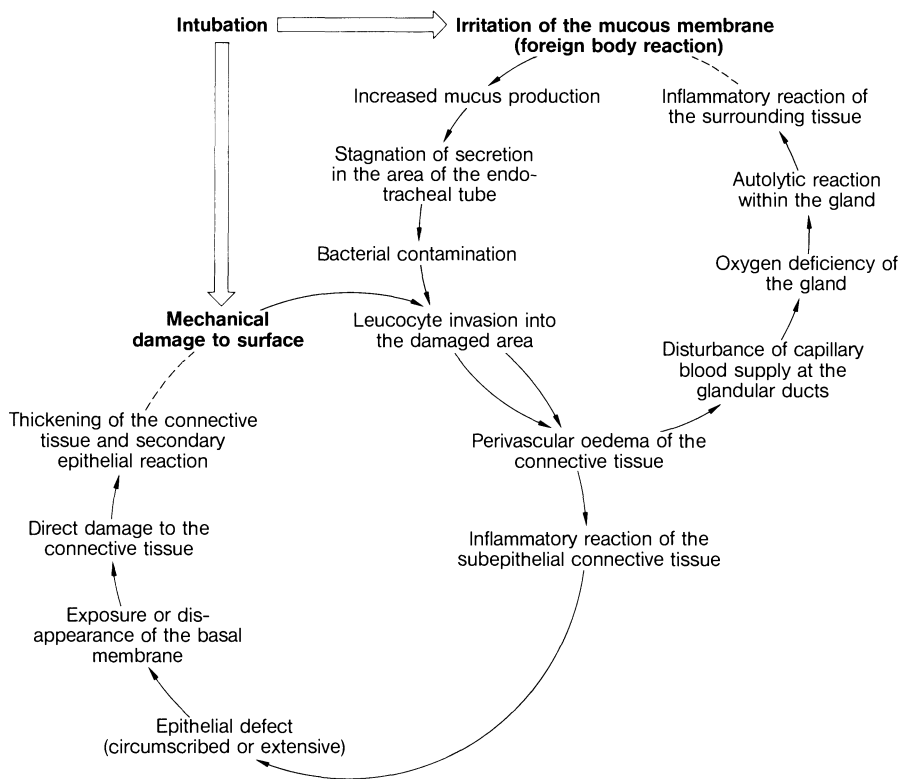 Intubation
Irritation of the mucous membrane
(foreign body reaction)
Increased mucus production
Stagnation of secretion
in the area of the endo-
tracheal tube
Bacterial contamination
Leucocyte invasion into
the damaged area
Perivascular oedema of the
connective tissue
Inflammatory reaction of the
subepithelial connective tissue
Disturbance of capillary
blood supply at the
glandular ducts
Oxygen deficiency of
the gland
Autolytic reaction
within the gland
Inflammatory reaction of
the surrounding tissue
Mechanical
damage to surface
Thickening of the connective
tissue and secondary
epithelial reaction
Direct damage to the
connective tissue
Exposure or dis-
appearance of the basal
membrane
Epithelial defect
(circumscribed or extensive)